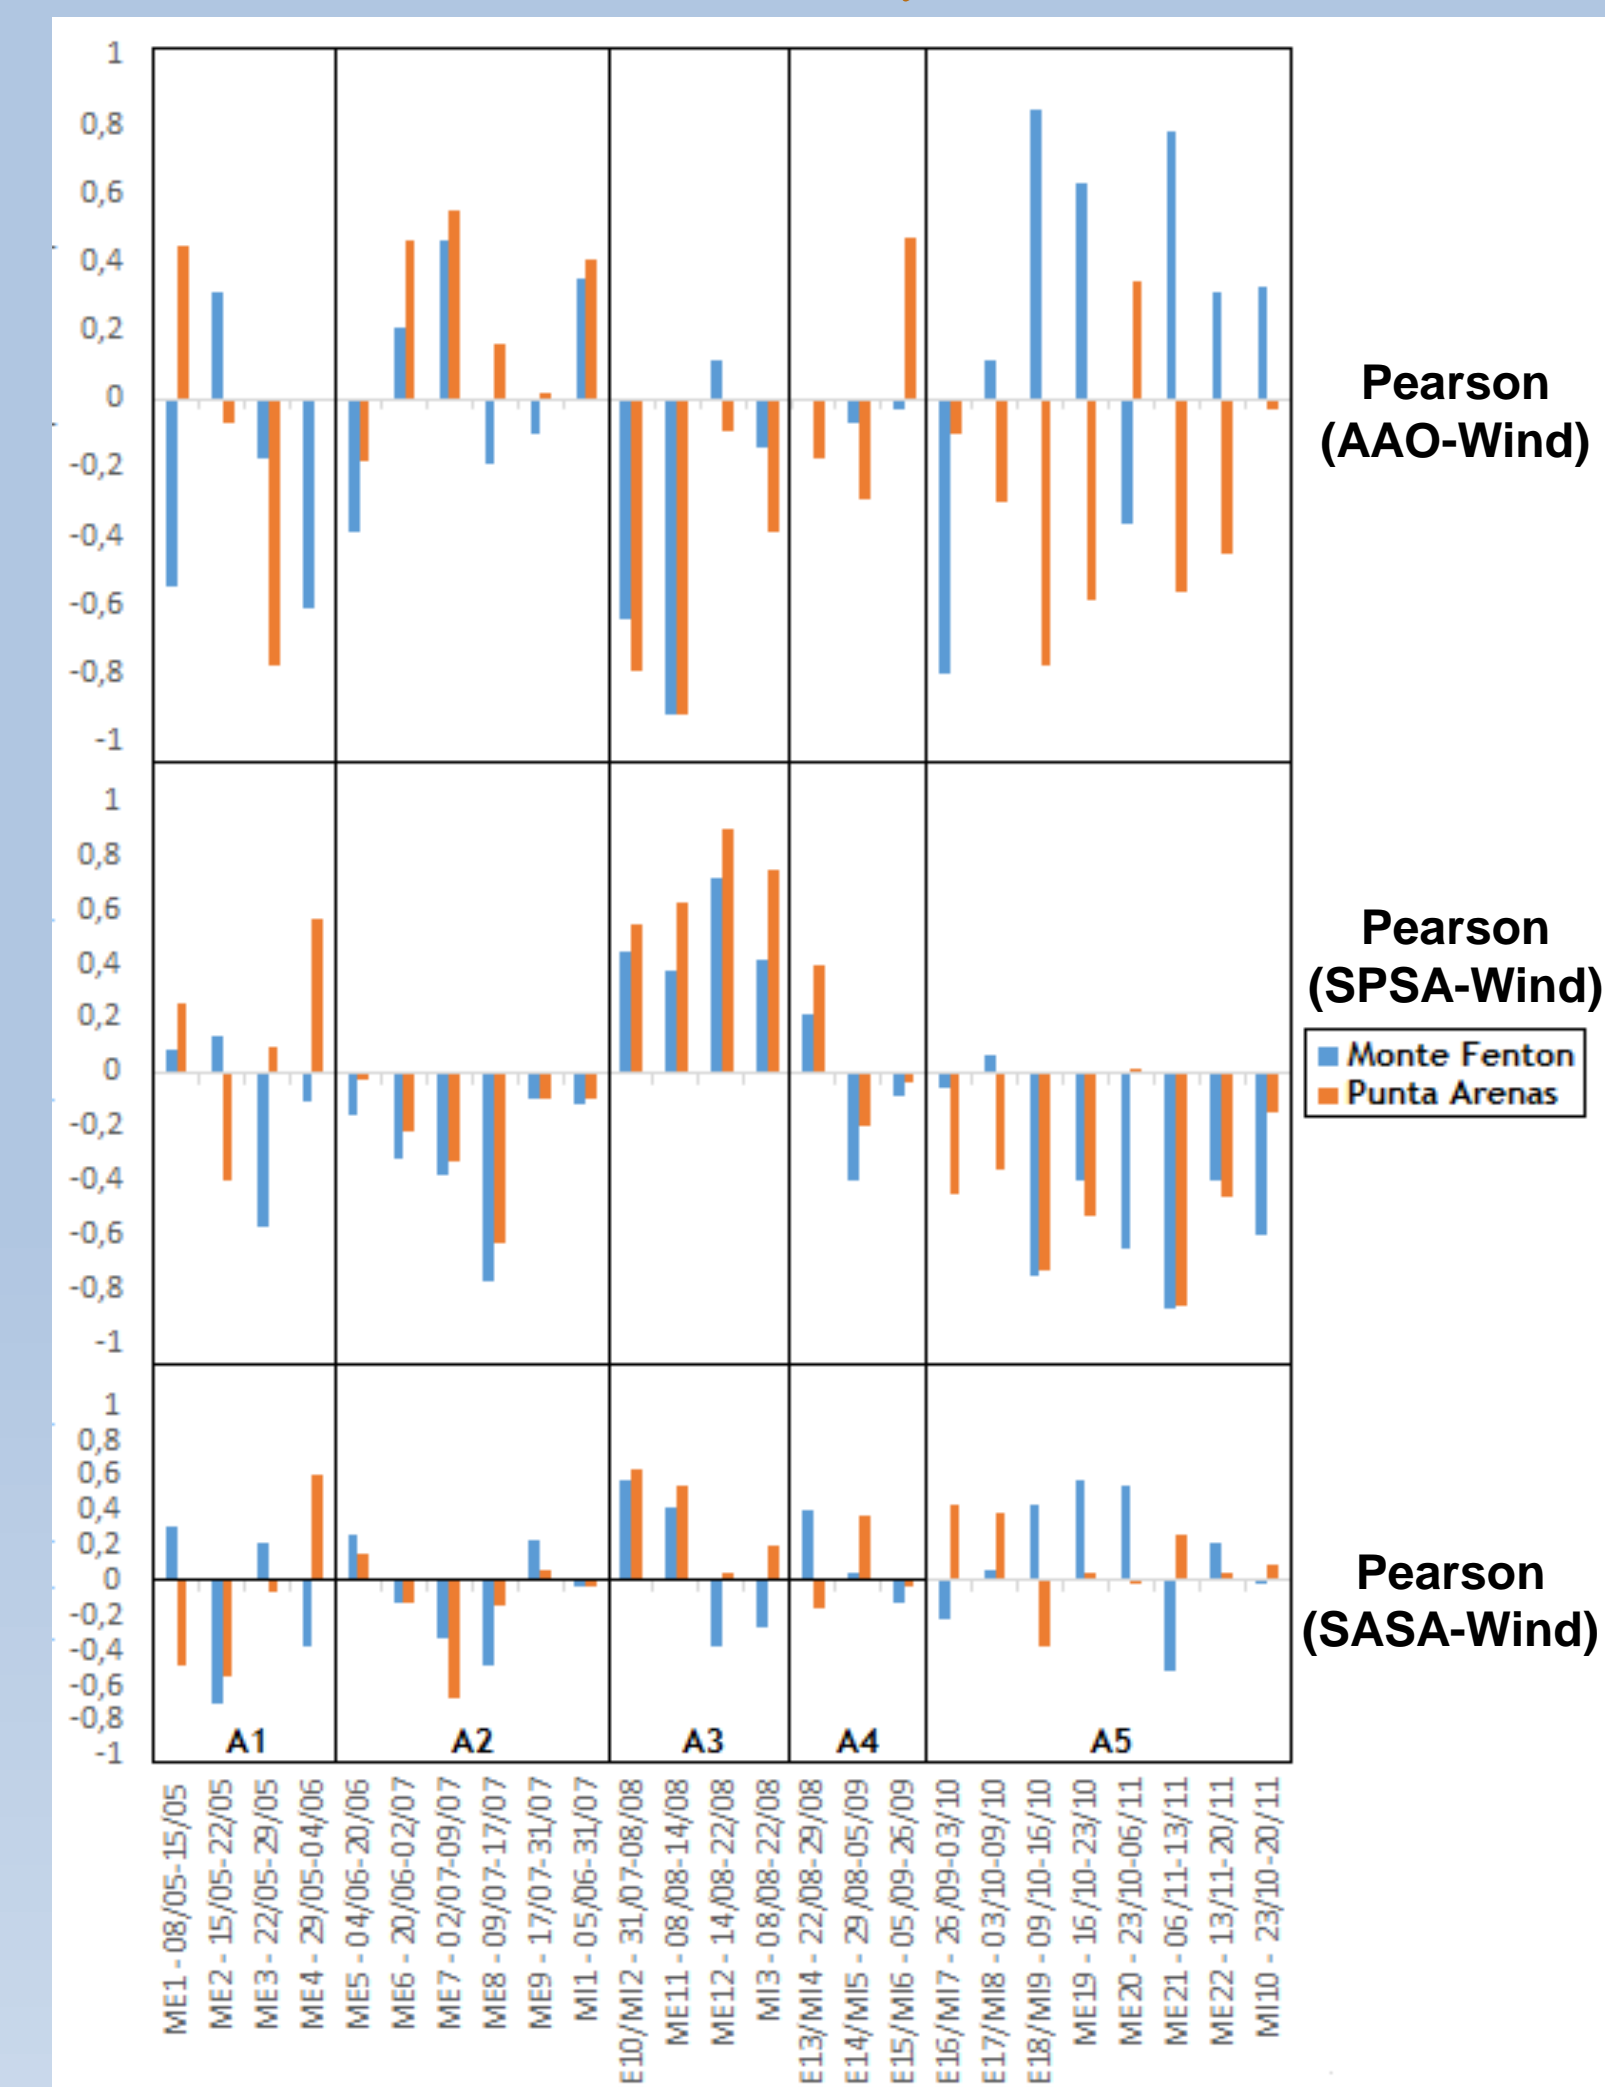 1
0,8
0,6
0,4
0,2
0
-0,2
-0,4
-0,6
-0,8
-1
Pearson
(AAO-Wind)
1
0,8
0,6
0,4
0,2
0
-0,2
-0,4
-0,6
-0,8
-1
Pearson
(SPSA-Wind)
Monte Fenton
Punta Arenas
1
0,8
0,6
0,4
0,2
0
-0,2
-0,4
-0,6
-0,8
-1
Pearson
(SASA-Wind)
A1 A2 A3 A4 A5
ME1 - 08/05-15/05
ME2 - 15/05-22/05
ME3 - 22/05-29/05
ME4 - 29/05-04/06
ME5 - 04/06-20/06
ME6 - 20/06-02/07
ME7 - 02/07-09/07
ME8 - 09/07-17/07
ME9 - 17/07-31/07
MI1 - 05/06-31/07
E10/MI2 - 31/07-08/08
ME11 - 08/08-14/08
ME12 - 14/08-22/08
MI3 - 08/08-22/08
E13/MI4 - 22/08-29/08
E14/MI5 - 29/08-05/09
E15/MI6 - 05/09-26/09
E16/MI7 - 26/09-03/10
E17/MI8 - 03/10-09/10
E18/MI9 - 09/10-16/10
ME19 - 16/10-23/10
ME20 - 23/10-06/11
ME21 - 06/11-13/11
ME22 - 13/11-20/11
MI10 - 23/10-20/11